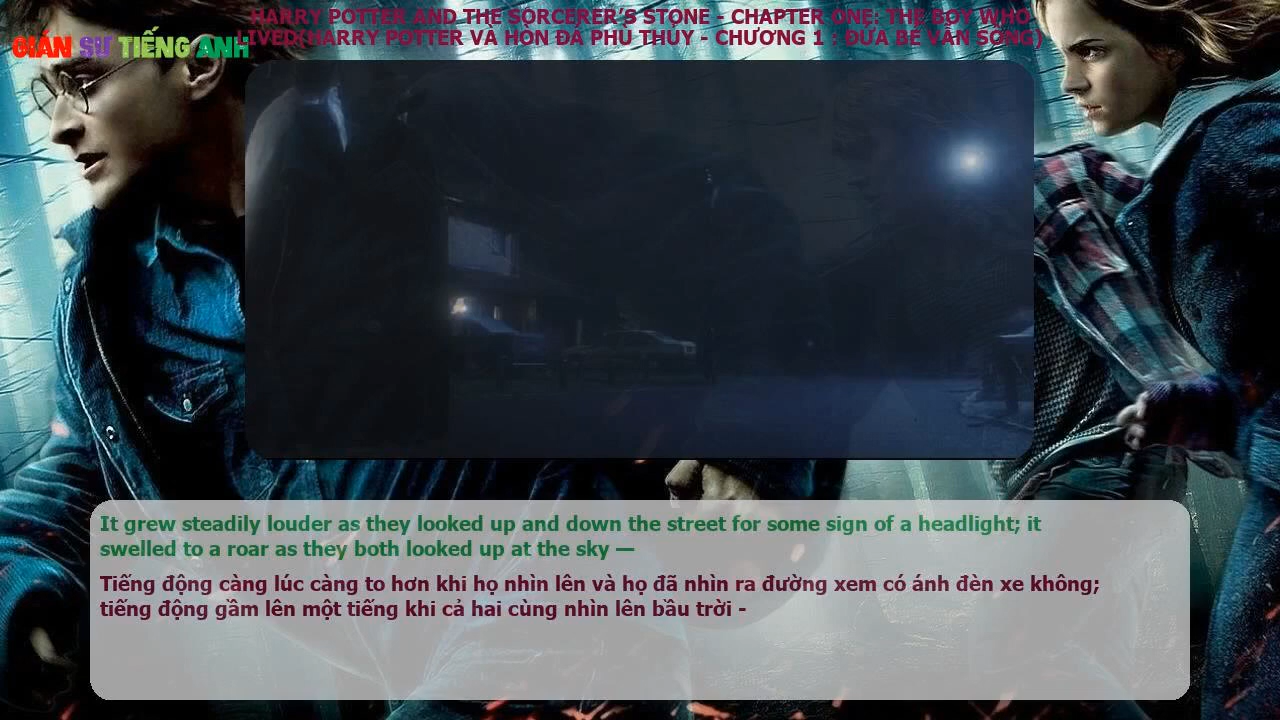 HARRY POTTER AND THE SORCERER'S STONE - CHAPTER ONE: THE BOY WHO
IVED(HARRY POTTER VÀ HÒN ĐÁ PHÙ THỦY - CHƯƠNG 1 : ĐỨA BÉ VẪN SỐNG)
GIÁN SƯ TIẾNG ANH
It grew steadily louder as they looked up and down the street for some sign of a headlight; it
swelled to a roar as they both looked up at the sky —
Tiếng động càng lúc càng to hơn khi họ nhìn lên và họ đã nhìn ra đường xem có ánh đèn xe không;
tiếng động gầm lên một tiếng khi cả hai cùng nhìn lên bầu trời -